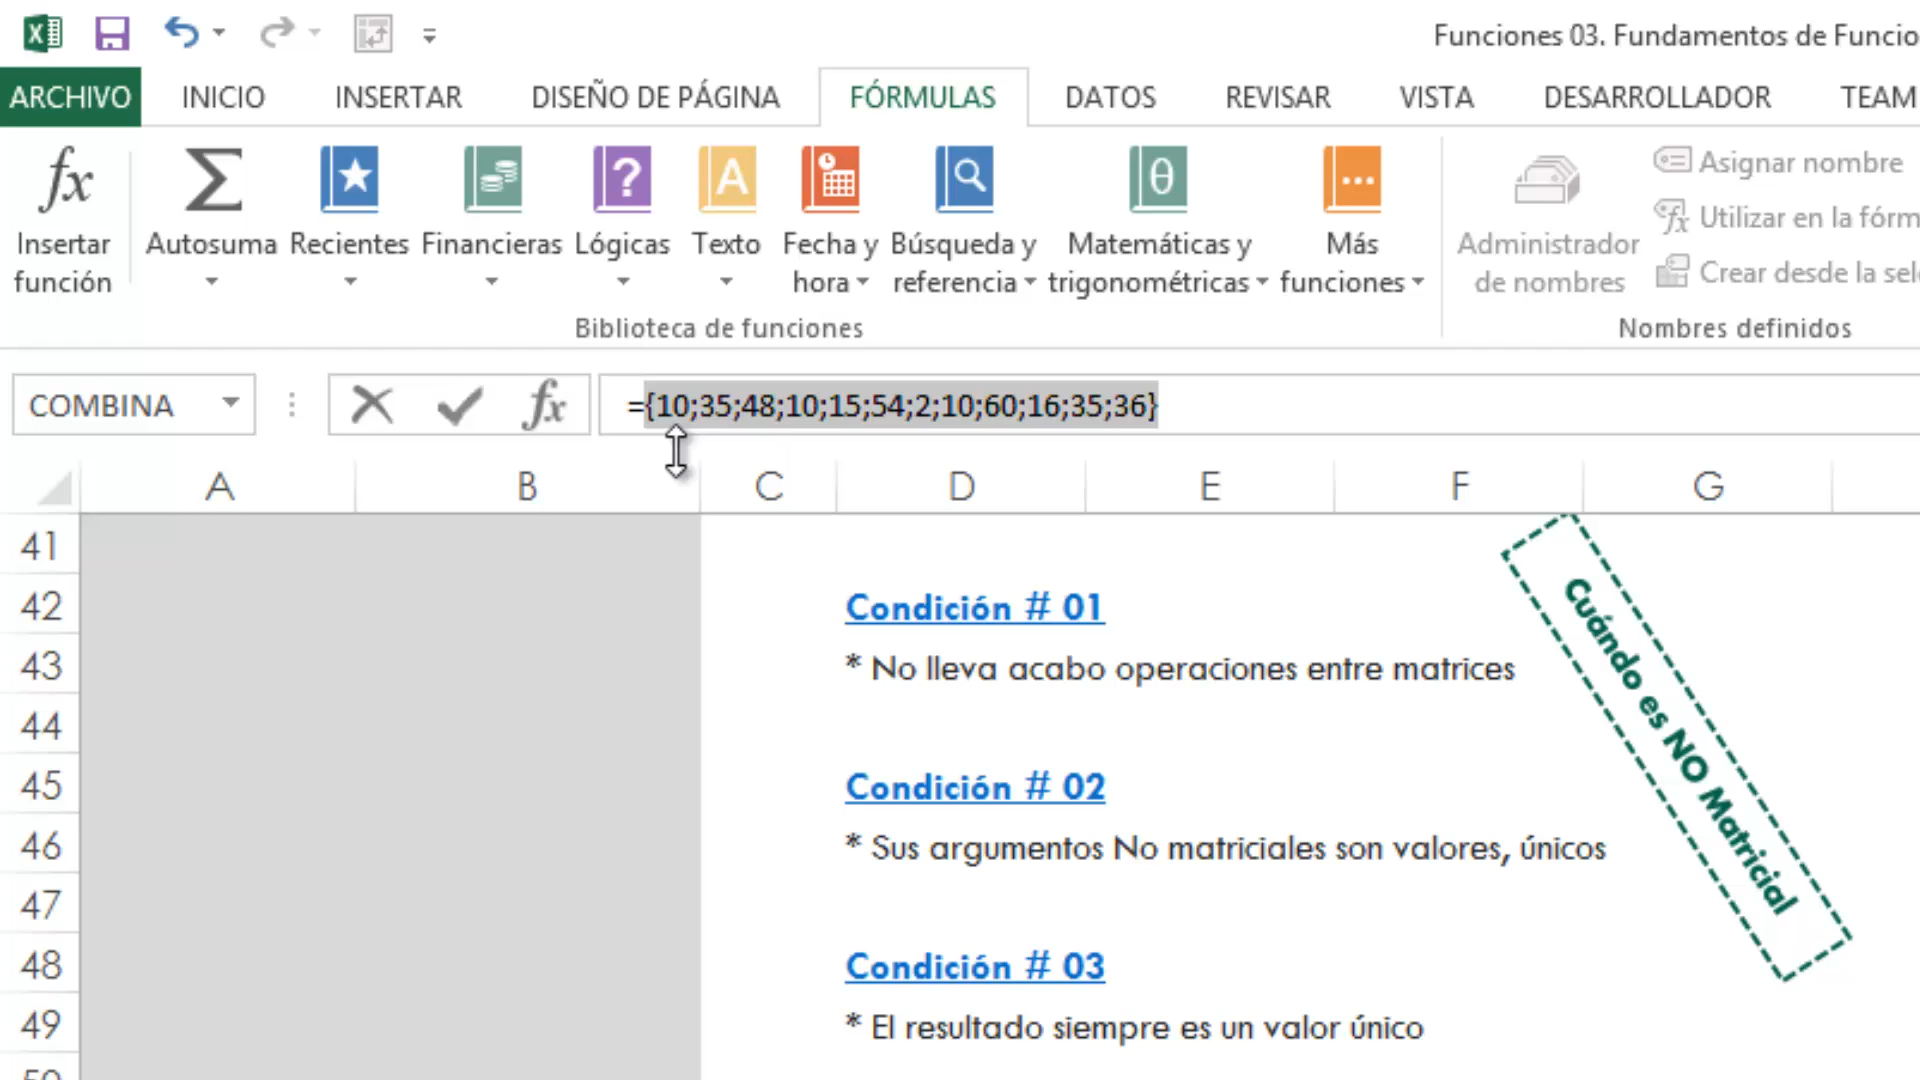 Funciones 03. Fundamentos de Funcio
ARCHIVO INICIO INSERTAR DISEÑO DE PÁGINA FÓRMULAS DATOS REVISAR VISTA DESARROLLADOR TEAM
fx Σ ? A θ
Insertar función
Autosuma
Recientes
Financieras
Lógicas
Texto
Fecha y hora
Búsqueda y referencia
Matemáticas y trigonométricas
Más funciones
Biblioteca de funciones
Administrador de nombres
Asignar nombre
Utilizar en la fórm
Crear desde la sel
Nombres definidos
COMBINA fx ={10;35;48;10;15;54;2;10;60;16;35;36}
A B C D E F G
41
42 Condición # 01
43 * No lleva acabo operaciones entre matrices
44
45 Condición # 02
46 * Sus argumentos No matriciales son valores, únicos
47
48 Condición # 03
49 * El resultado siempre es un valor único
50
Cuándo es NO Matricial